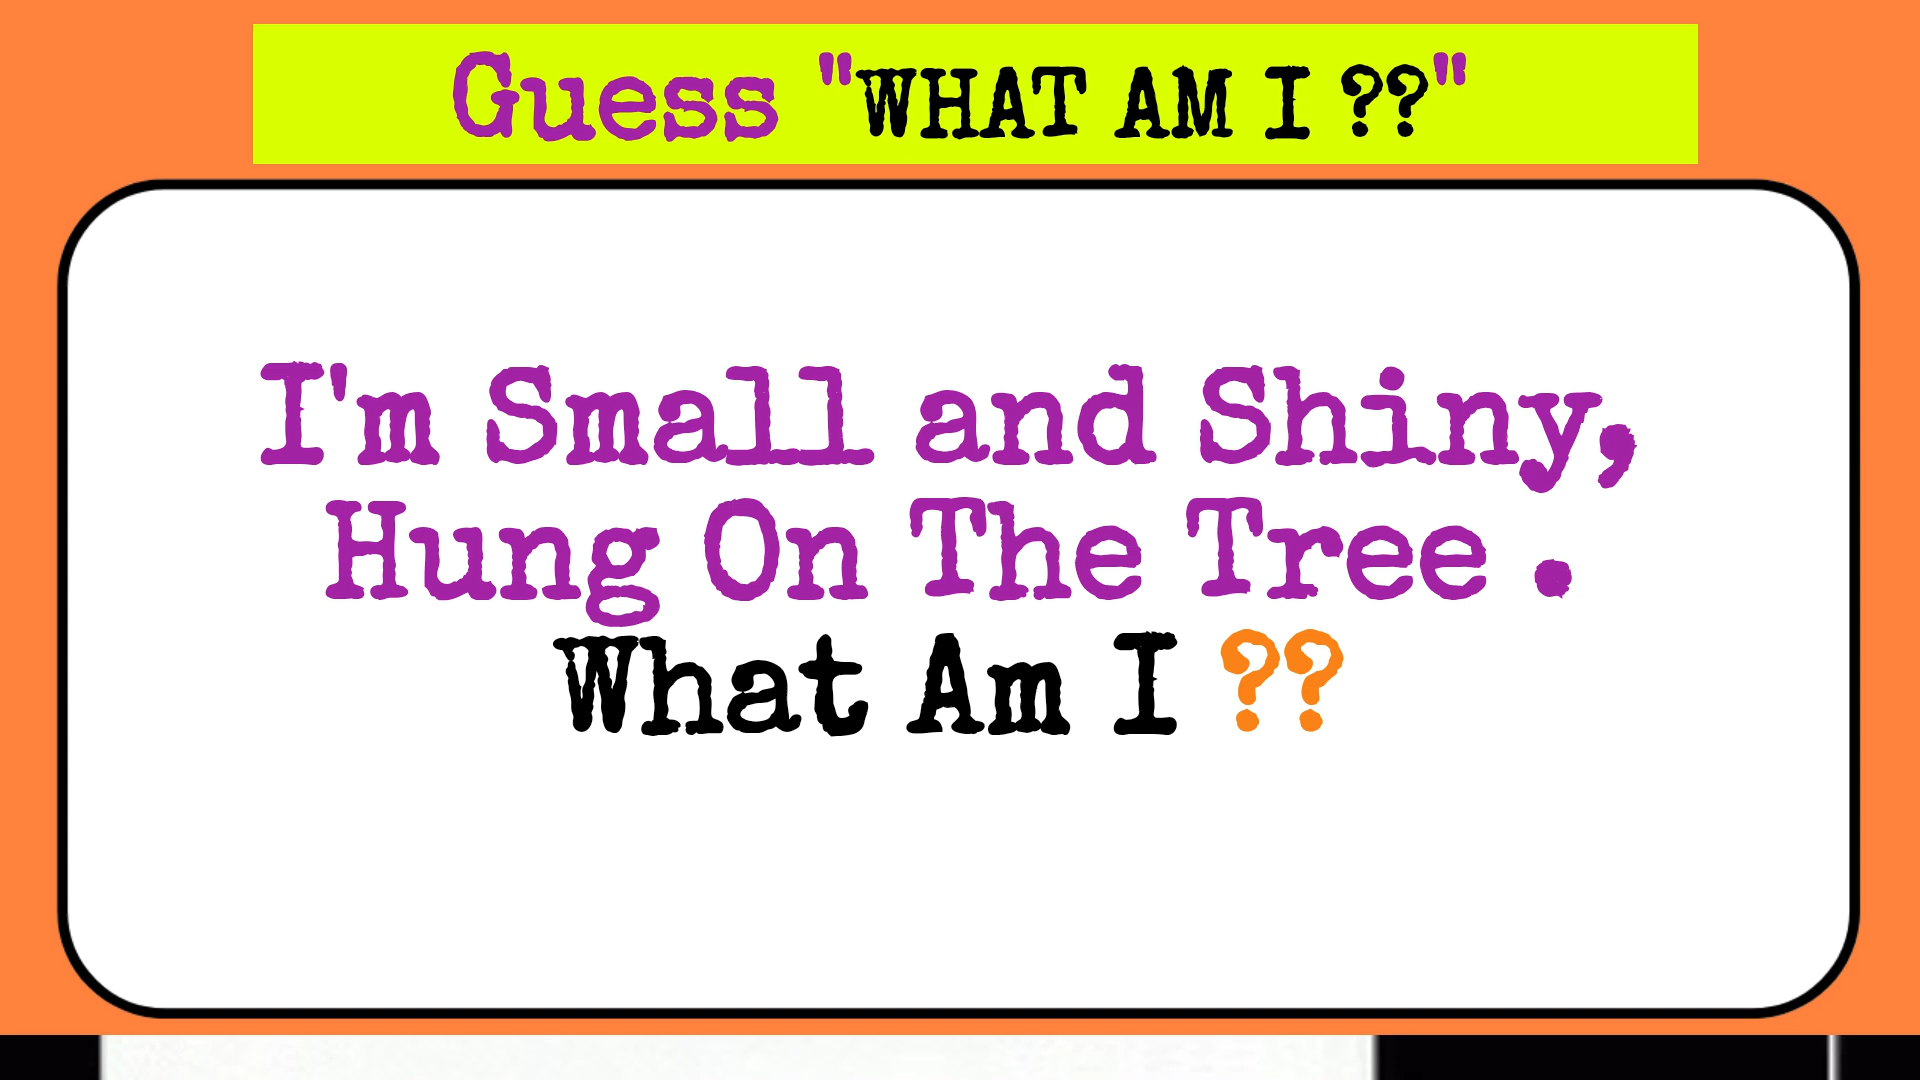 Guess "WHAT AM I ??"
I'm Small and Shiny,
Hung On The Tree .
What Am I ??